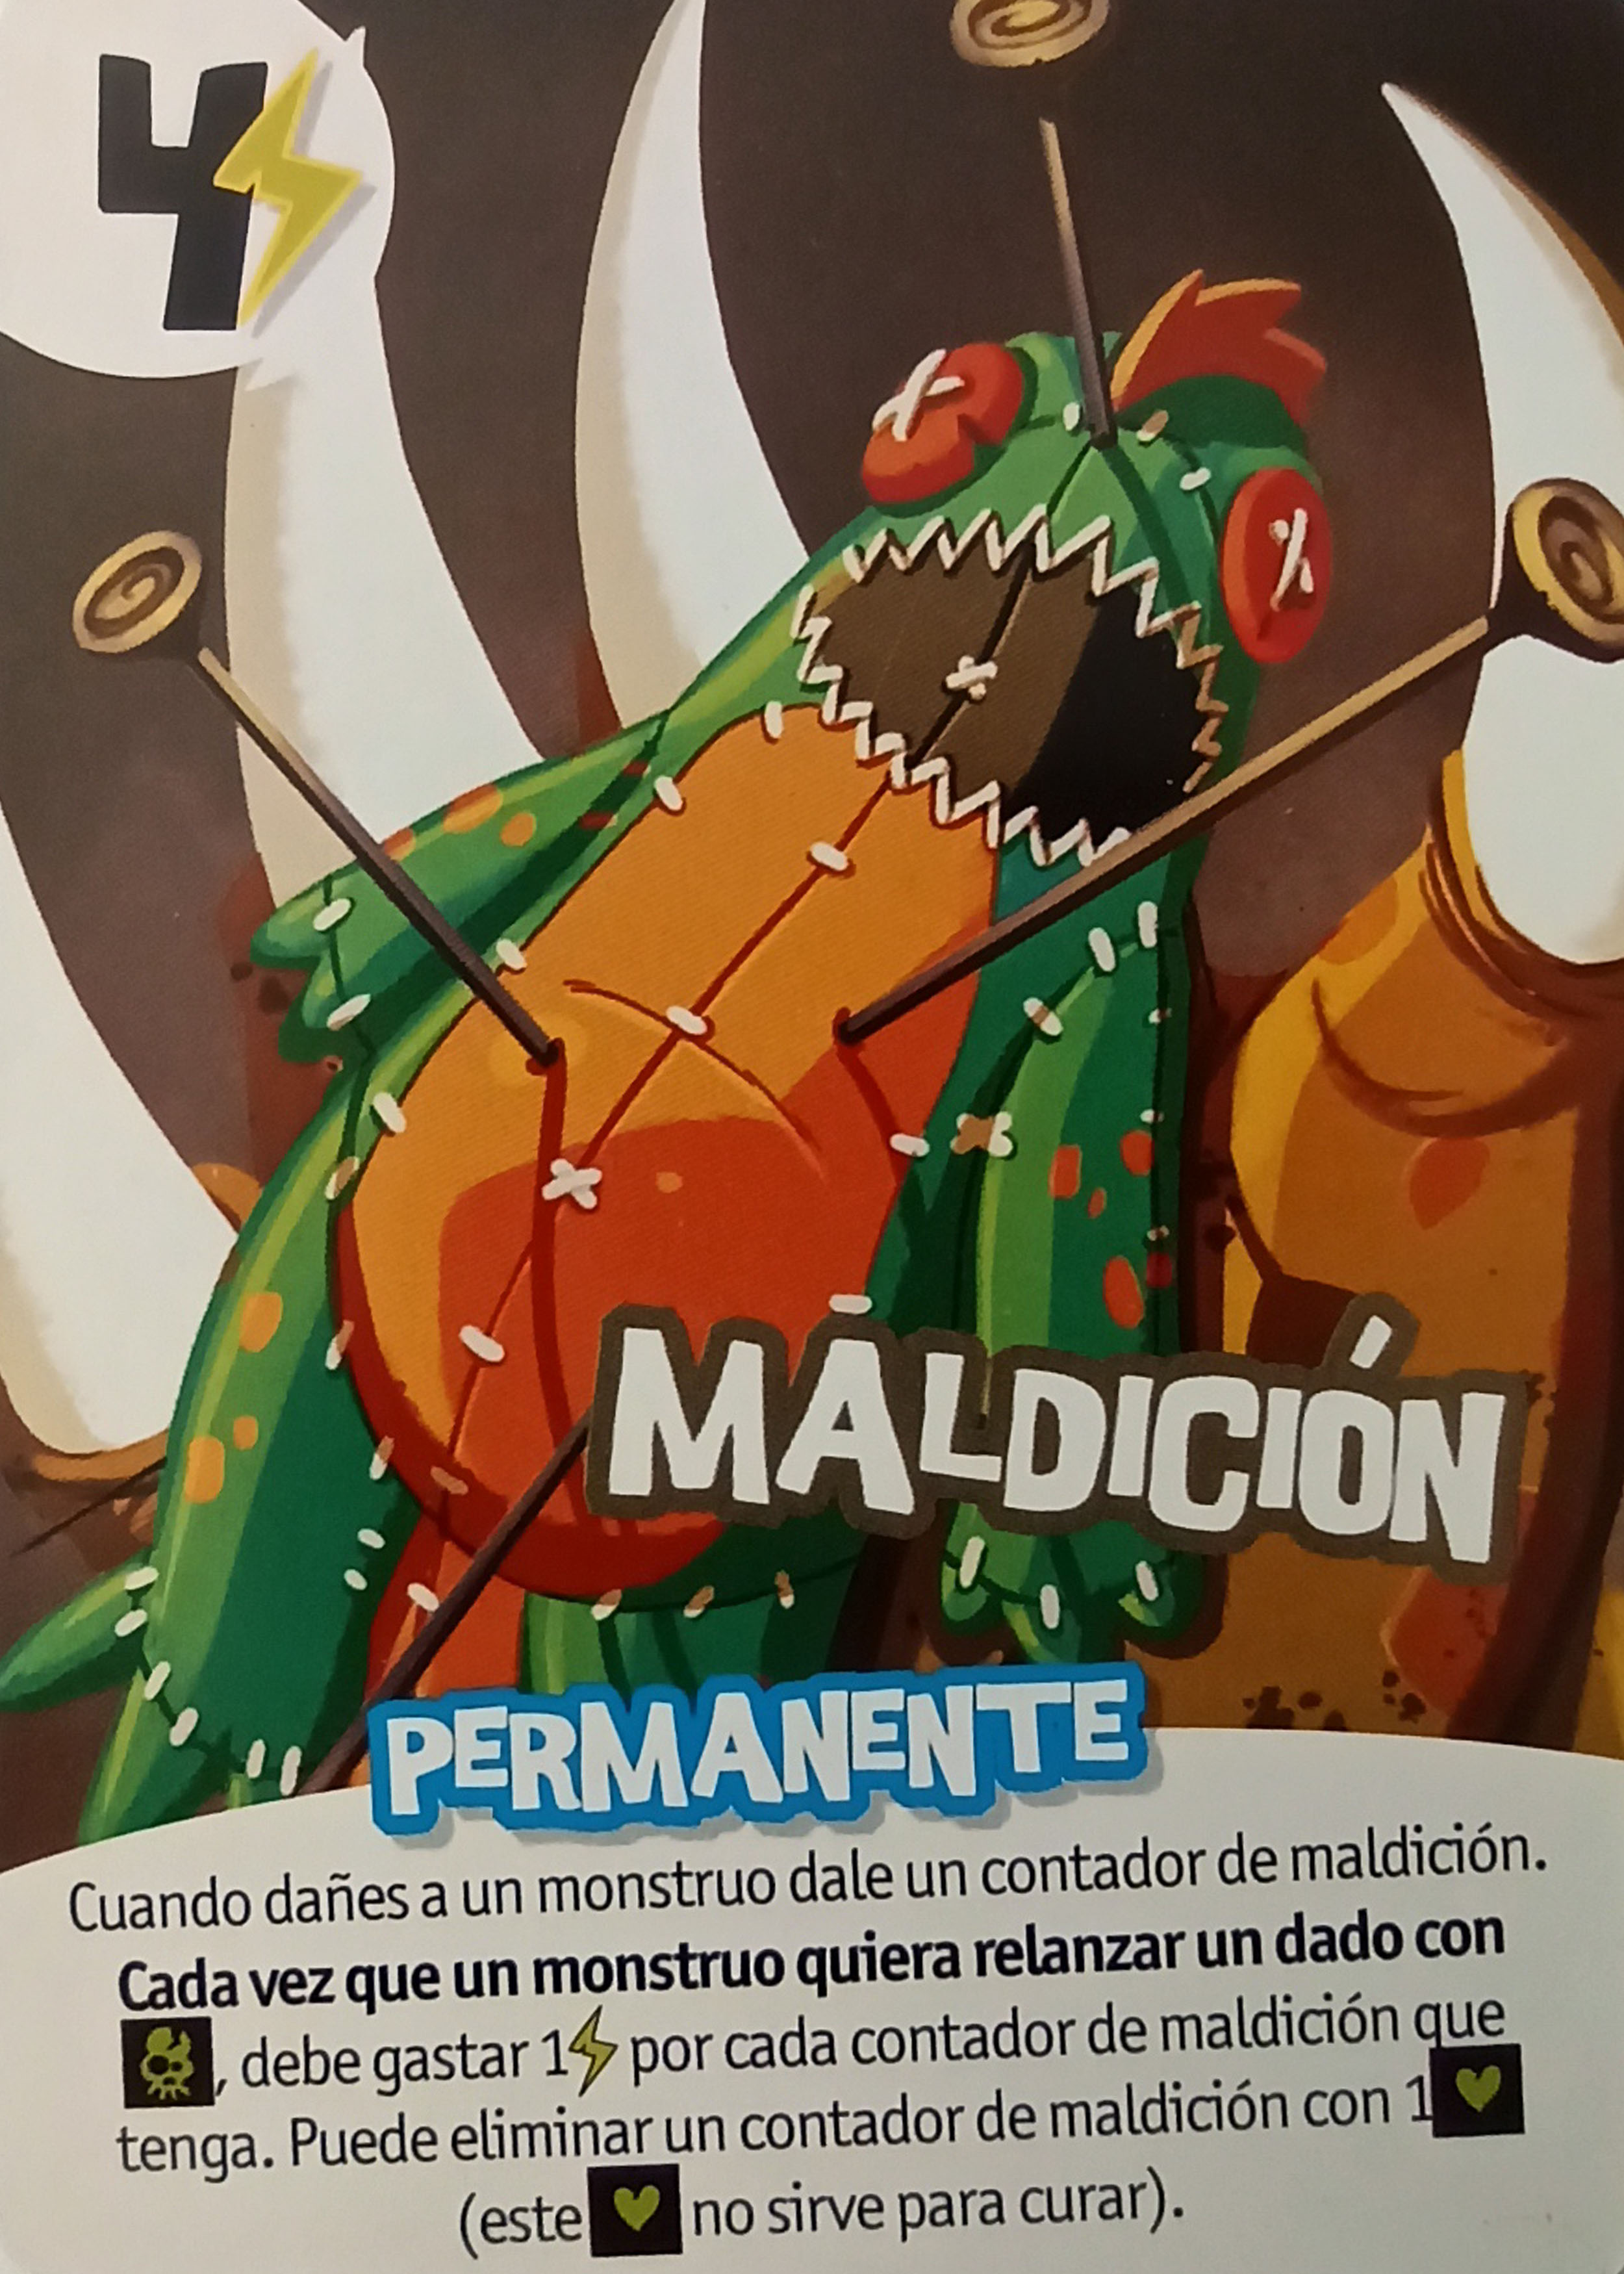 4
MALDICIÓN
PERMANENTE
Cuando dañes a un monstruo dale un contador de maldición.
Cada vez que un monstruo quiera relanzar un dado con
, debe gastar 1 por cada contador de maldición que
tenga. Puede eliminar un contador de maldición con 1
(este no sirve para curar).